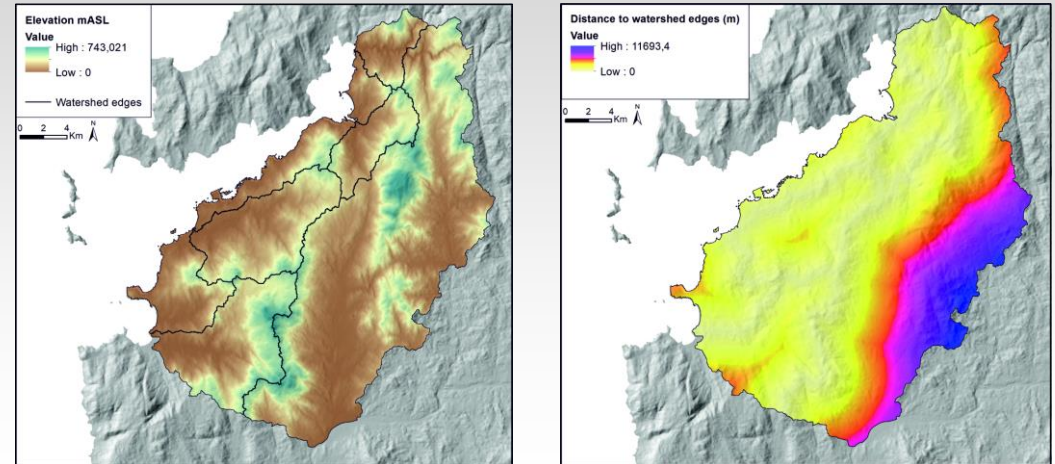 Elevation mASL
Value
High : 743,021
Low : 0
Watershed edges
0 2 4
Km
N
Distance to watershed edges (m)
Value
High : 11693,4
Low : 0
0 2 4
Km
N